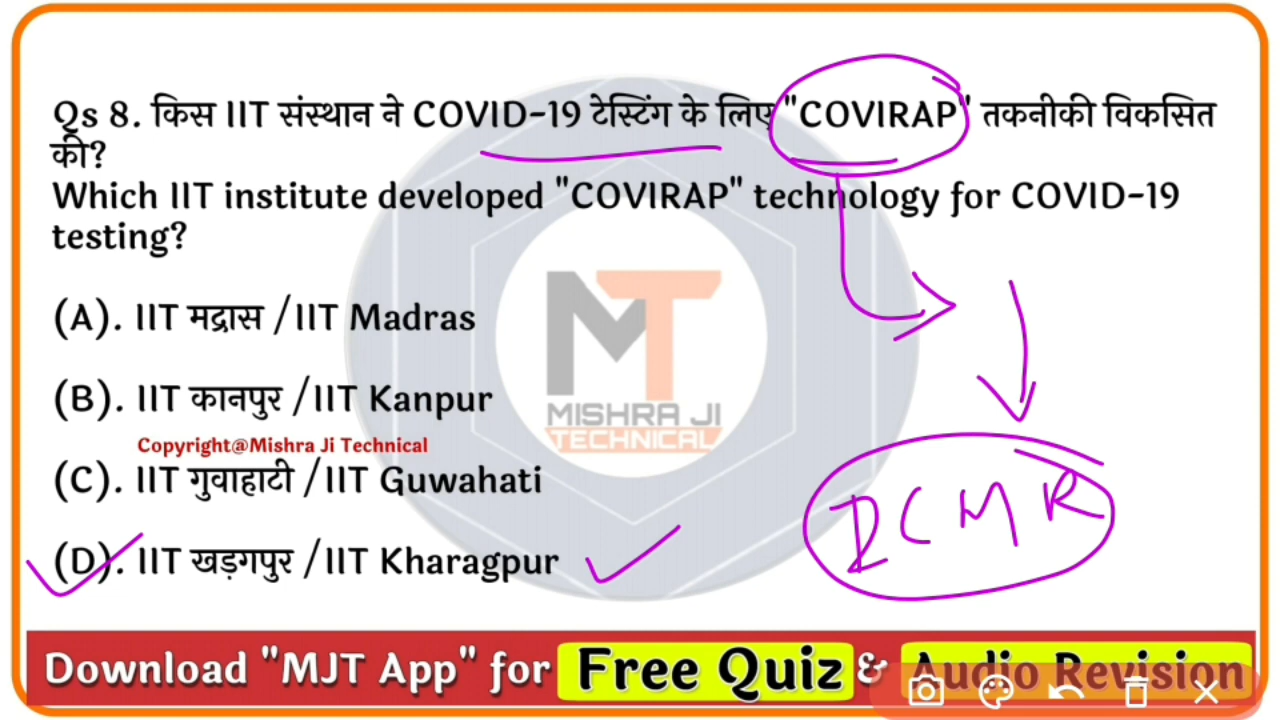 Qs 8. किस IIT संस्थान ने COVID-19 टेस्टिंग के लिए "COVIRAP" तकनीकी विकसित
की?
Which IIT institute developed "COVIRAP" technology for COVID-19
testing?
(A). IIT मद्रास /IIT Madras
(B). IIT कानपुर /IIT Kanpur
Copyright@Mishra Ji Technical
(C). IIT गुवाहाटी /IIT Guwahati
(D). IIT खड़गपुर /IIT Kharagpur
MT
MISHRA JI
TECHNICAL
ICMR
Download "MJT App" for Free Quiz & Audio Revision